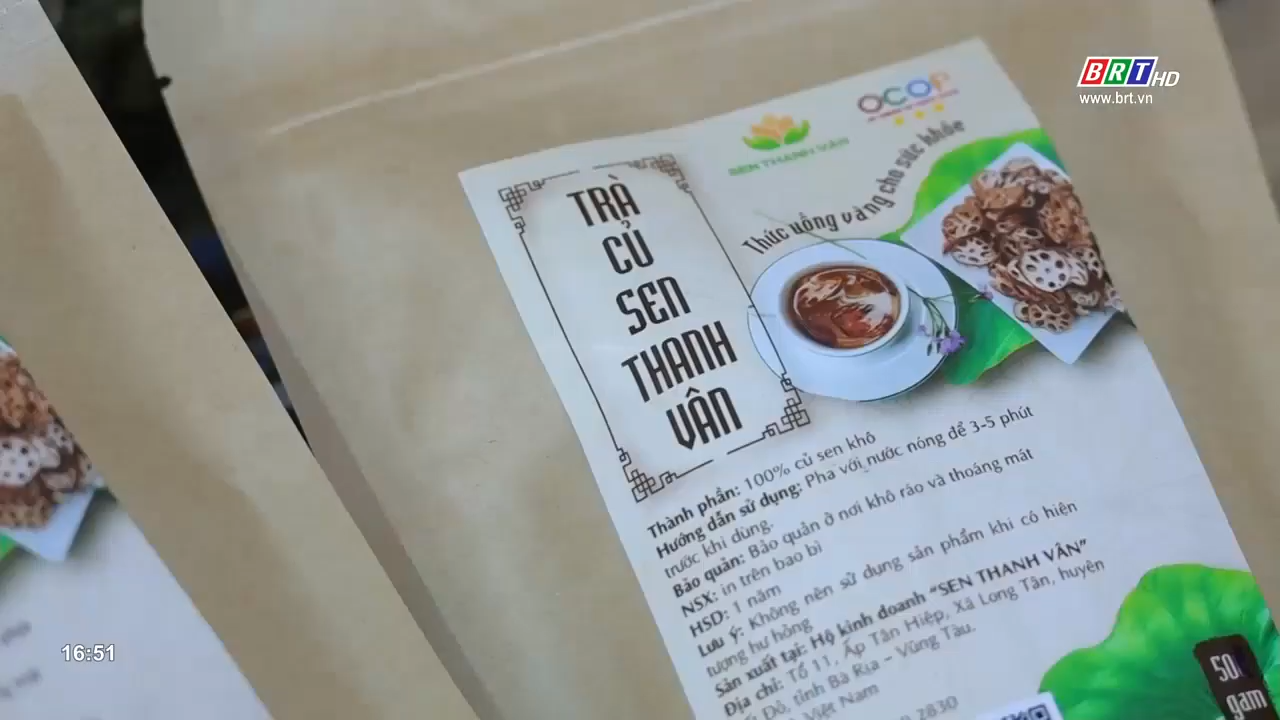 BRT HD
www.brt.vn
OCOP
SEN THANH VÂN
Thức uống vàng cho sức khỏe
TRÀ
CỦ
SEN
THANH
VÂN
Thành phần: 100% củ sen khô
Hướng dẫn sử dụng: Pha với nước nóng để 3-5 phút
trước khi dùng.
Bảo quản: Bảo quản ở nơi khô ráo và thoáng mát
NSX: in trên bao bì
HSD: 1 năm
Lưu ý: Không nên sử dụng sản phẩm khi có hiện
tượng hư hỏng
Sản xuất tại: Hộ kinh doanh "SEN THANH VÂN"
Địa chỉ: Tổ 11, Ấp Tân Hiệp, Xã Long Tân, huyện
Đỏ, tỉnh Bà Rịa - Vũng Tàu.
Việt Nam
2830
gam
16:51